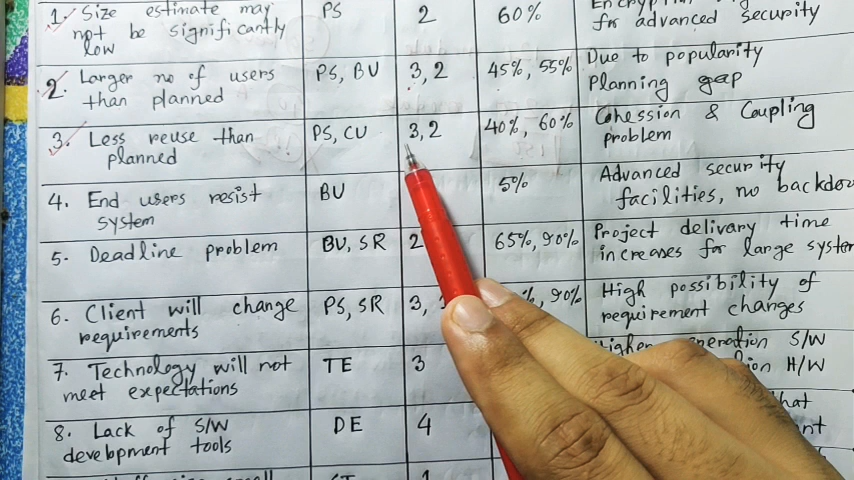 1. Size estimate may
not be significantly
low
PS
2
60%
for advanced security
2. Larger no of users
than planned
PS, BU
3, 2
45%, 55%
Due to popularity
Planning gap
3. Less reuse than
planned
PS, CU
3, 2
40%, 60%
Cohession & Coupling
problem
4. End users resist
system
BU
5%
Advanced security
facilities, no backdo
5. Deadline problem
BU, SR
2
65%, 90%
Project delivary time
increases for large system
6. Client will change
requirements
PS, SR
3,
%, 90%
High possibility of
requirement changes
7. Technology will not
meet expectations
TE
3
S/W
H/W
8. Lack of S/W
development tools
DE
4